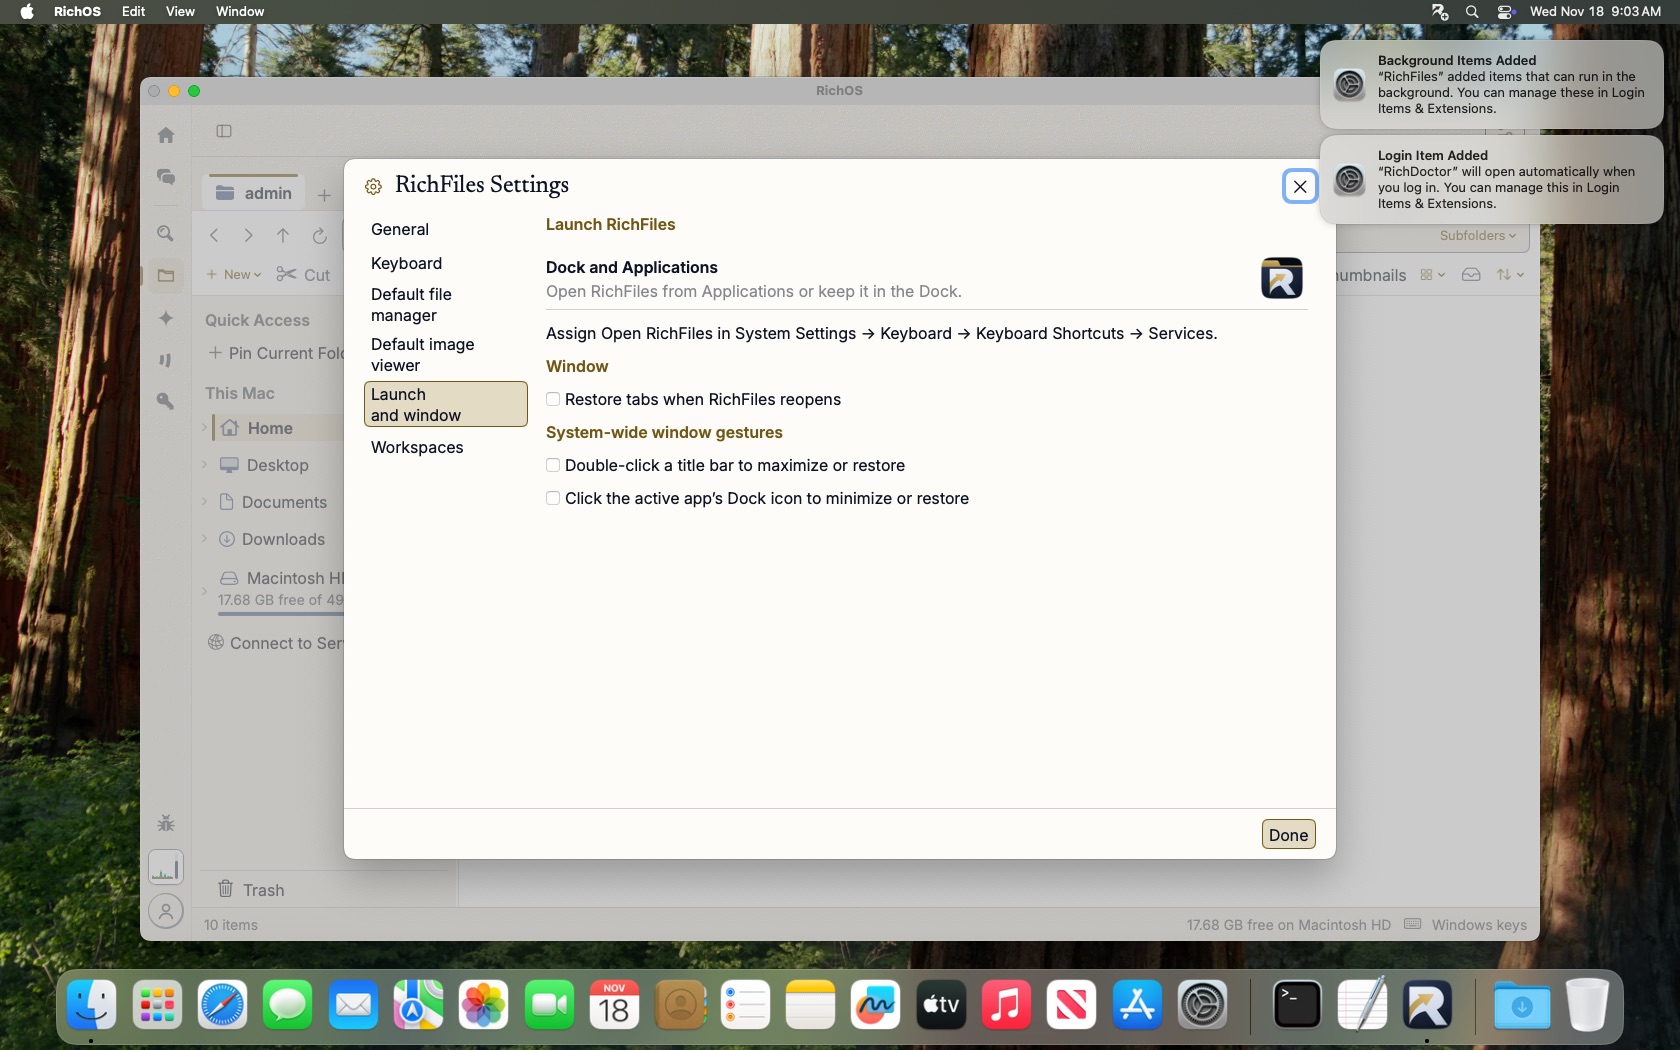 RichOS Edit View Window
Wed Nov 18 9:03 AM
Background Items Added
“RichFiles” added items that can run in the
background. You can manage these in Login
Items & Extensions.
Login Item Added
“RichDoctor” will open automatically when
you log in. You can manage this in Login
Items & Extensions.
RichOS
admin
New
Cut
Subfolders
Quick Access
Pin Current
This Mac
Home
Desktop
Documents
Downloads
Macintosh
17.68 GB free of 49
Connect to
Trash
10 items
17.68 GB free on Macintosh HD
Windows keys
RichFiles Settings
General
Keyboard
Default file
manager
Default image
viewer
Launch
and window
Workspaces
Launch RichFiles
Dock and Applications
Open RichFiles from Applications or keep it in the Dock.
Assign Open RichFiles in System Settings → Keyboard → Keyboard Shortcuts → Services.
Window
Restore tabs when RichFiles reopens
System-wide window gestures
Double-click a title bar to maximize or restore
Click the active app’s Dock icon to minimize or restore
Done
NOV
18
tv